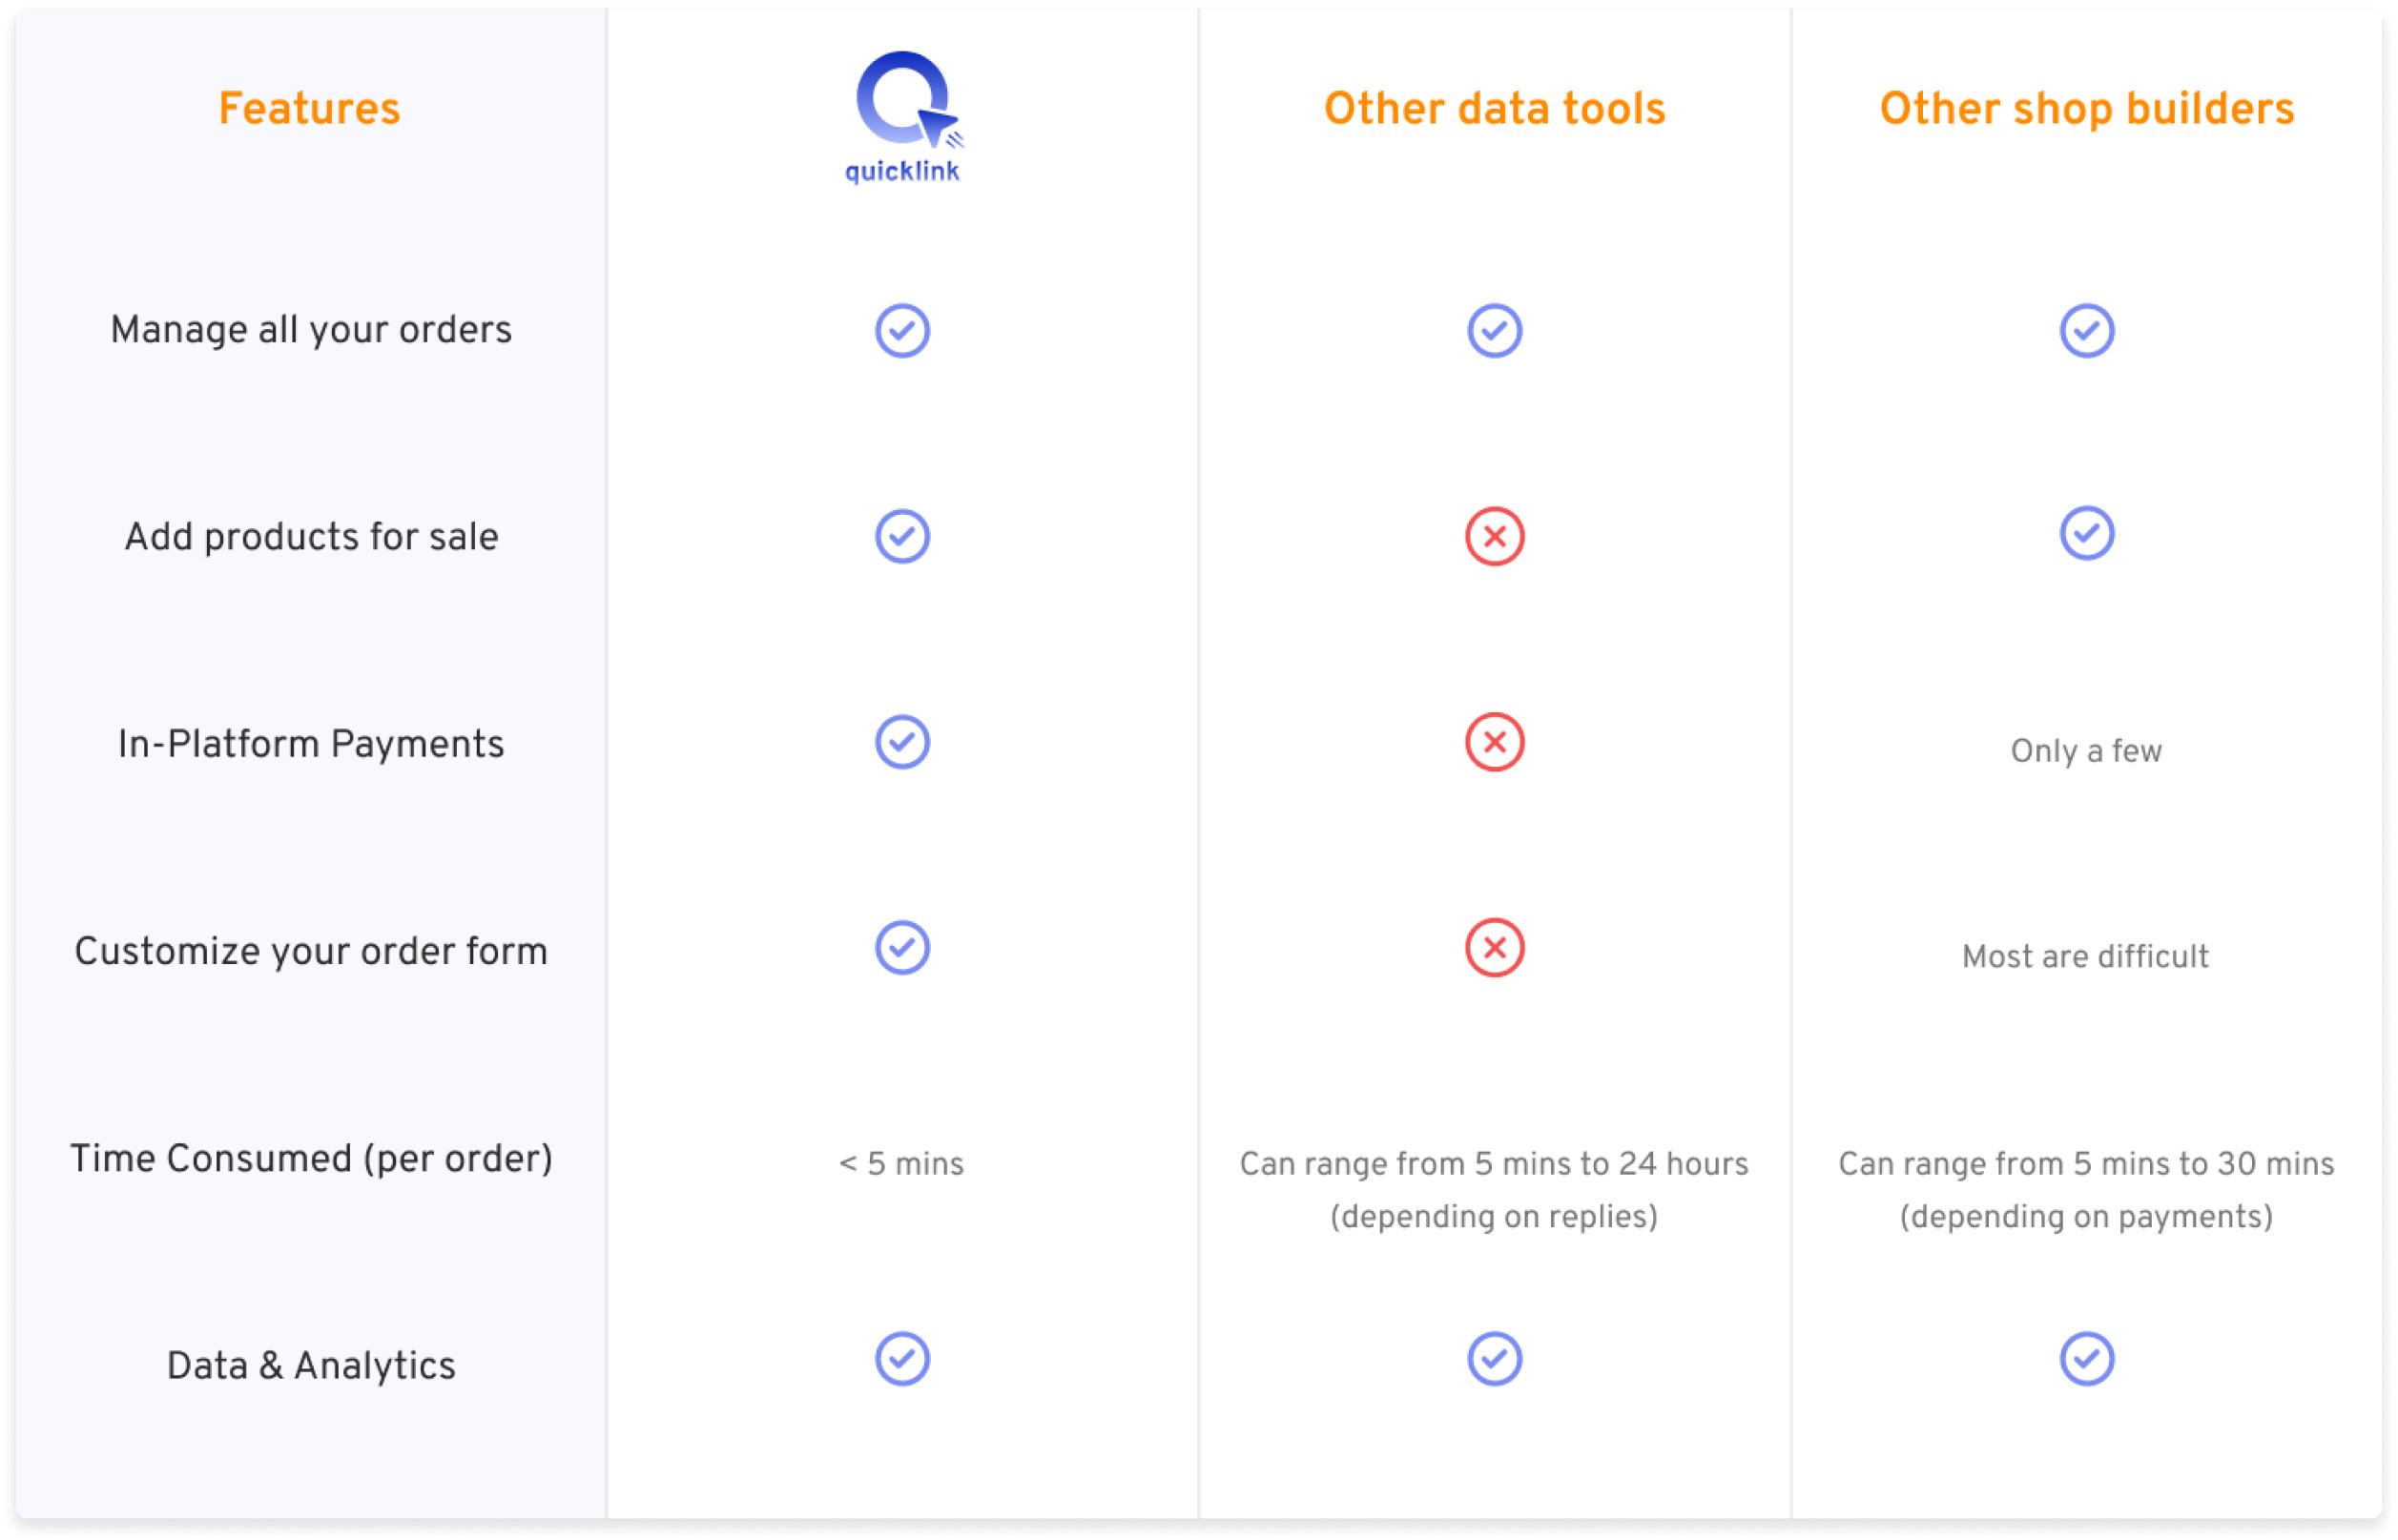 Features
quicklink
Other data tools
Other shop builders
Manage all your orders
Add products for sale
In-Platform Payments
Only a few
Customize your order form
Most are difficult
Time Consumed (per order)
< 5 mins
Can range from 5 mins to 24 hours
(depending on replies)
Can range from 5 mins to 30 mins
(depending on payments)
Data & Analytics